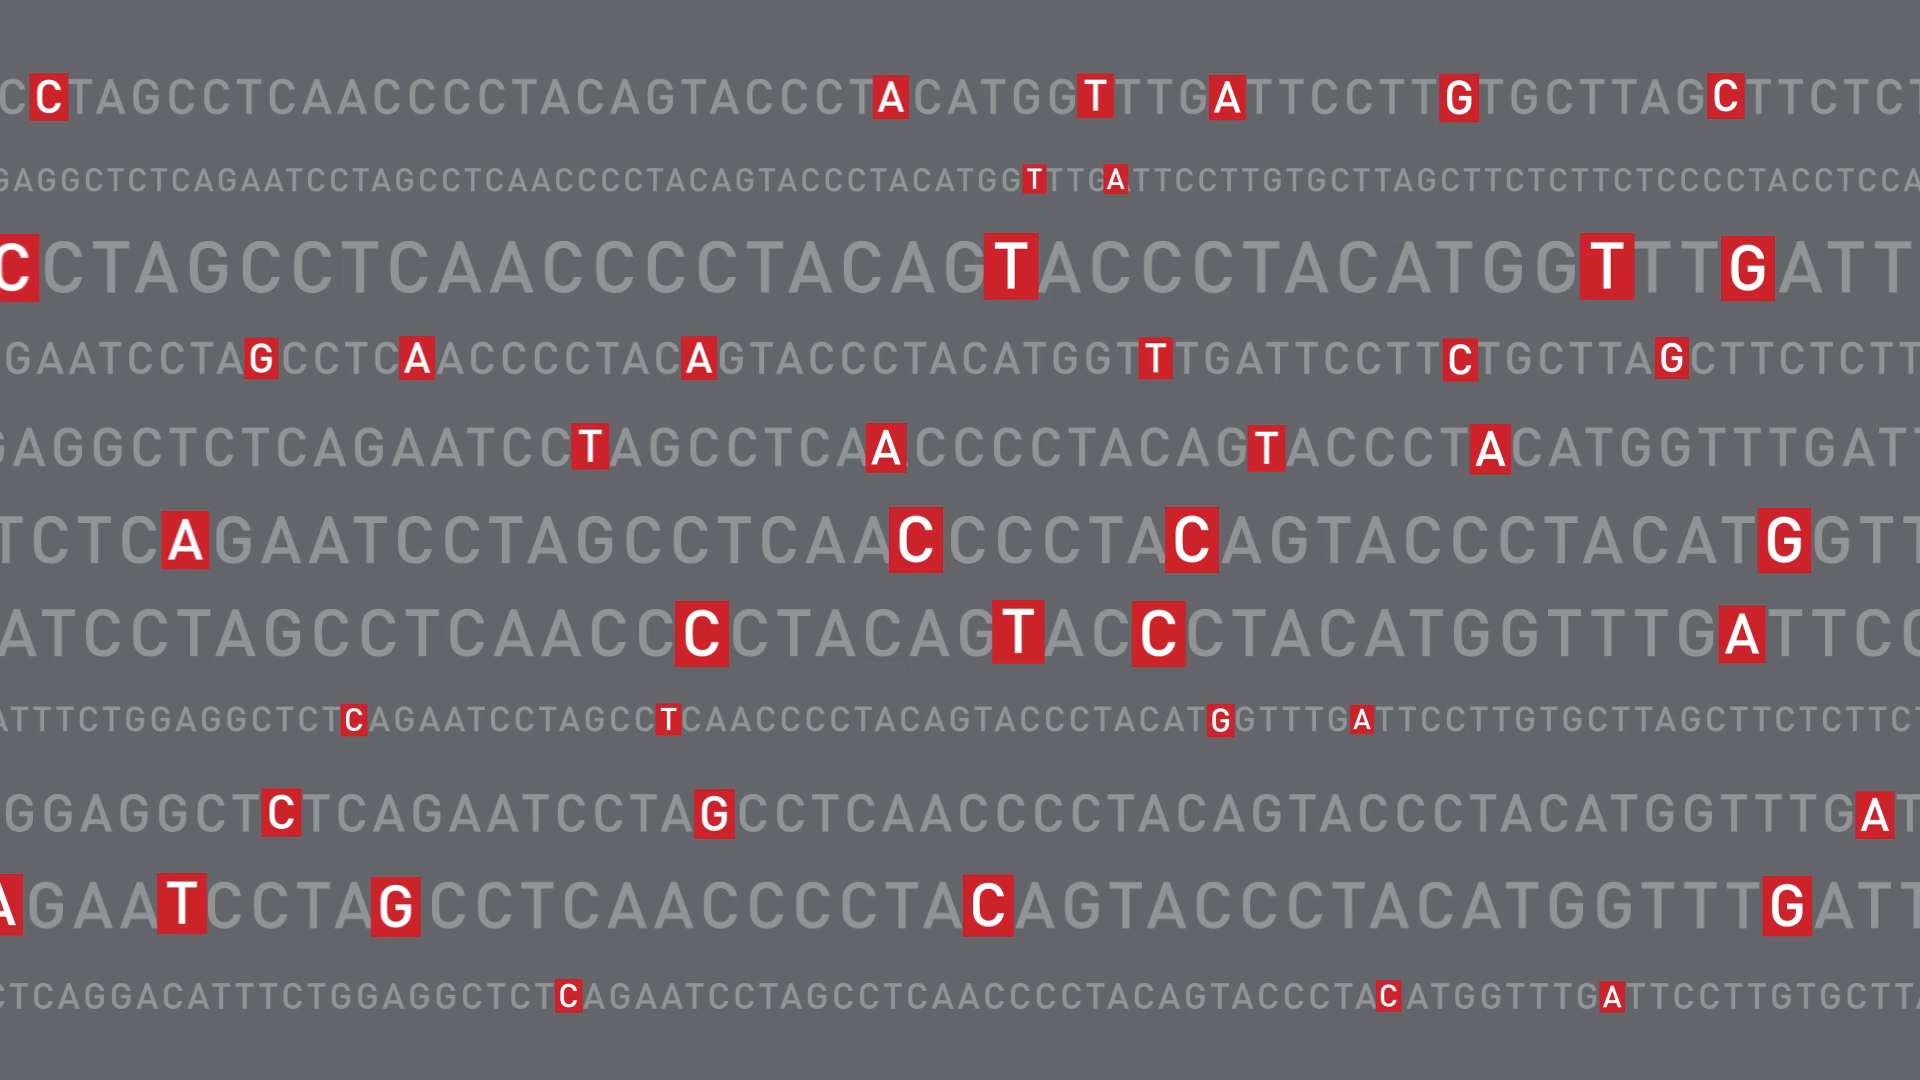 CCTAGCCTCAACCCCTACAGTACCCTACATGGTTTGATTCCTTGTGCTTAGCTTCTCT
GAGGCTCTCAGAATCCTAGCCTCAACCCCTACAGTACCCTACATGGTTTGATTCCTTGTGCTTAGCTTCTCTTCTCCCCTACCTCCA
CCTAGCCTCAACCCCTACAGTACCCTACATGGTTTGATT
GAATCCTAGCCTCAACCCCTACAGTACCCTACATGGTTTGATTCCTTCTGCTTAGCTTCTCTT
GAGGCTCTCAGAATCCTAGCCTCAACCCCTACAGTACCCTACATGGTTTGATT
TCTCAGAATCCTAGCCTCAACCCCTACAGTACCCTACATGGTT
ATCCTAGCCTCAACCCCTACAGTACCCTACATGGTTTGATTCC
ATTTCTGGAGGCTCTCAGAATCCTAGCCTCAACCCCTACAGTACCCTACATGGTTTGATTCCTTGTGCTTAGCTTCTCTTCT
GGAGGCTCTCAGAATCCTAGCCTCAACCCCTACAGTACCCTACATGGTTTGAT
AGAATCCTAGCCTCAACCCCTACAGTACCCTACATGGTTTGATT
CTCAGGACATTTCTGGAGGCTCTCAGAATCCTAGCCTCAACCCCTACAGTACCCTACATGGTTTGATTCCTTGTGCTTA